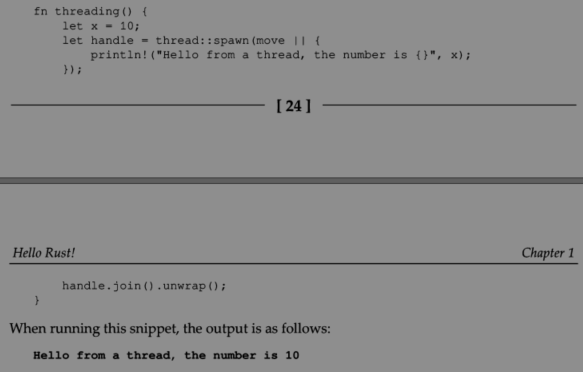 fn threading() {
    let x = 10;
    let handle = thread::spawn(move || {
        println!("Hello from a thread, the number is {}", x);
    });
[ 24 ]
Hello Rust! Chapter 1
        handle.join().unwrap();
}
When running this snippet, the output is as follows:
Hello from a thread, the number is 10